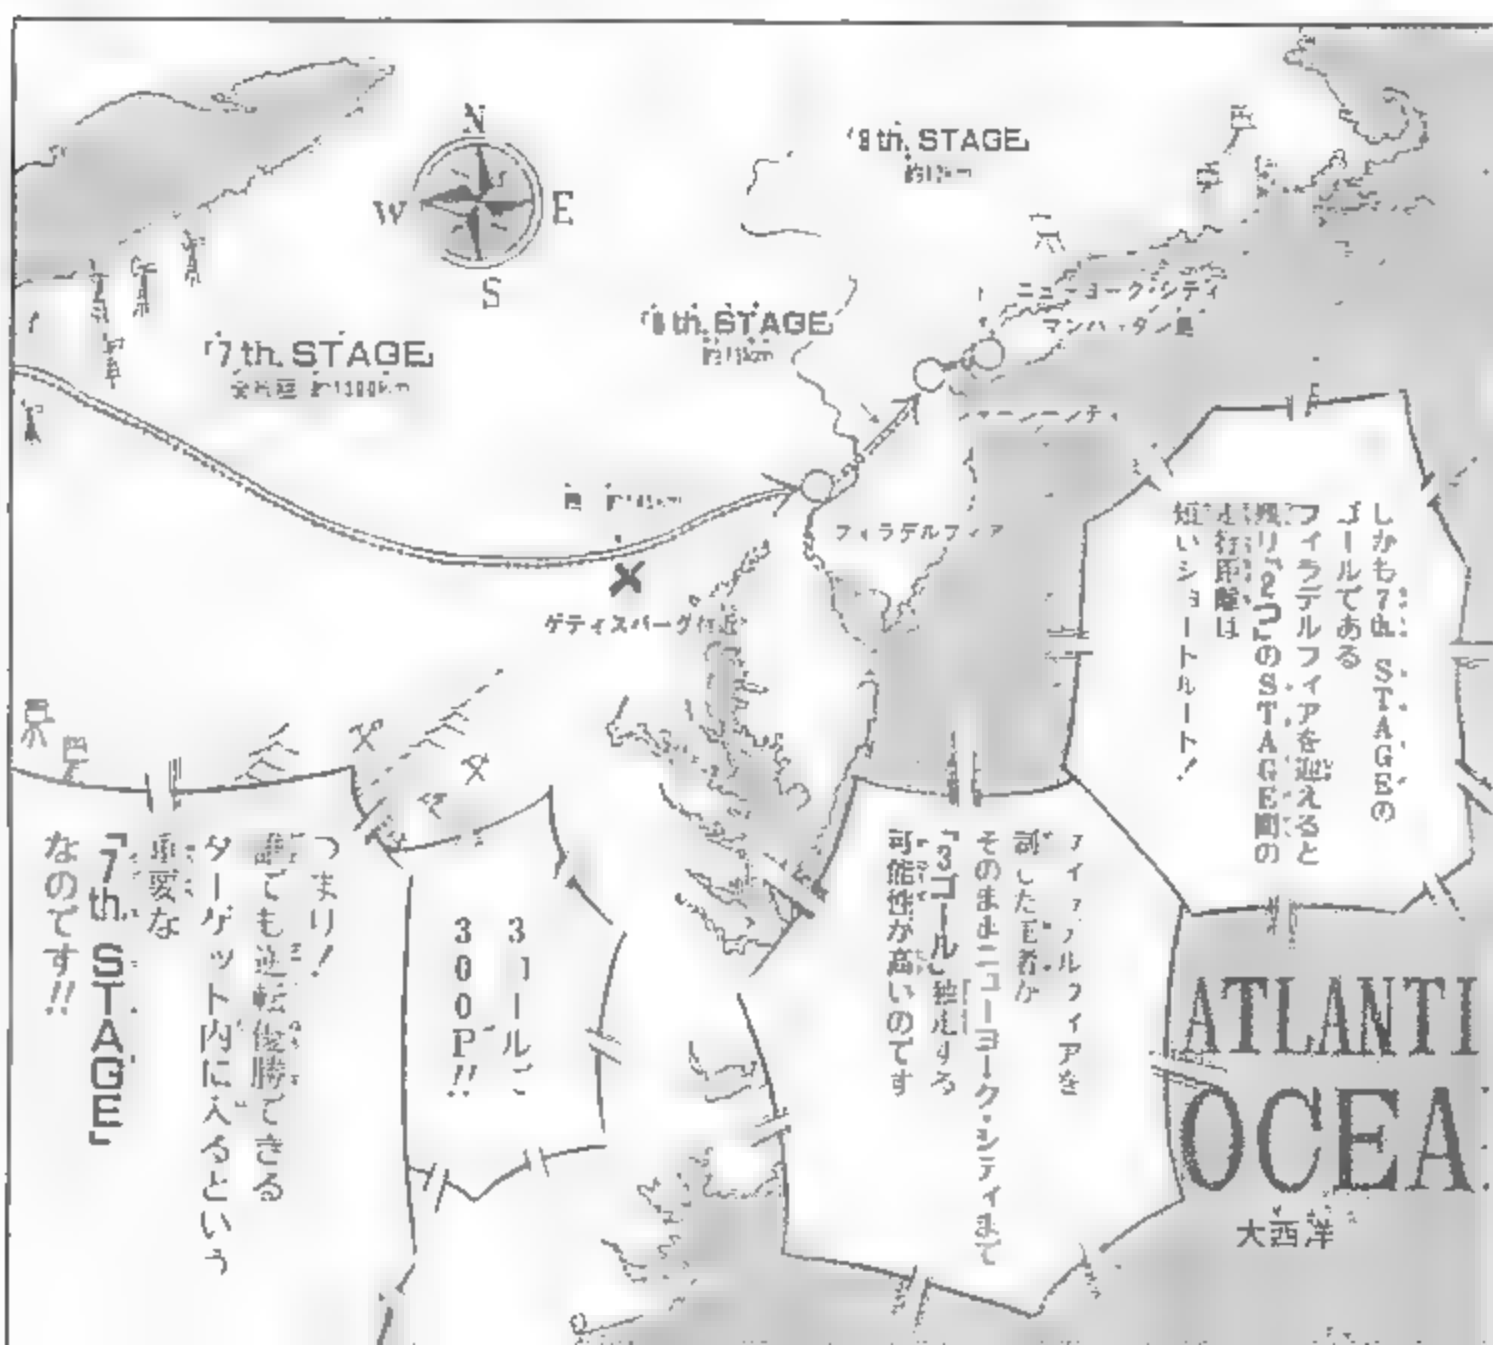 しかも7th STAGEの
ゴールである
フィラデルフィアを迎えると
残り「2つ」のSTAGE間の
走行距離は
短いショートルート!
フィラデルフィアを
制した王者が
そのままニューヨーク・シティまで
「3ゴール」独走する
可能性が高いのです
3ゴールで
300P!!
つまり!
誰でも逆転優勝できる
ターゲット内に入るという
重要な
「7th. STAGE」
なのです!!
N
W
E
S
「7th. STAGE」
「8th. STAGE」
「9th. STAGE」
ニューヨーク・シティ
マンハッタン島
フィラデルフィア
ゲティスバーグ付近
ATLANTI
OCEA
大西洋